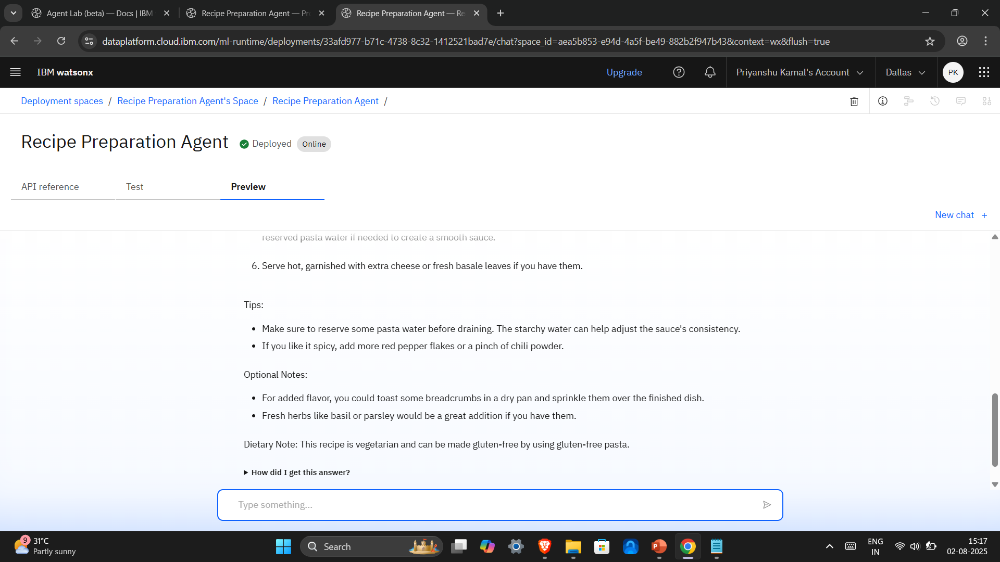 Agent Lab (beta) — Docs | IBM
Recipe Preparation Agent — Pr
Recipe Preparation Agent — Re
dataplatform.cloud.ibm.com/ml-runtime/deployments/33afd977-b71c-4738-8c32-1412521bad7e/chat?space_id=aea5b853-e94d-4a5f-be49-882b2f947b43&context=wx&flush=true
IBM watsonx
Upgrade
Priyanshu Kamal's Account
Dallas
PK
Deployment spaces / Recipe Preparation Agent's Space / Recipe Preparation Agent /
Recipe Preparation Agent
Deployed
Online
API reference
Test
Preview
New chat +
reserved pasta water if needed to create a smooth sauce.
6. Serve hot, garnished with extra cheese or fresh basale leaves if you have them.
Tips:
• Make sure to reserve some pasta water before draining. The starchy water can help adjust the sauce's consistency.
• If you like it spicy, add more red pepper flakes or a pinch of chili powder.
Optional Notes:
• For added flavor, you could toast some breadcrumbs in a dry pan and sprinkle them over the finished dish.
• Fresh herbs like basil or parsley would be a great addition if you have them.
Dietary Note: This recipe is vegetarian and can be made gluten-free by using gluten-free pasta.
How did I get this answer?
Type something...
9
31°C
Partly sunny
Search
ENG
IN
15:17
02-08-2025